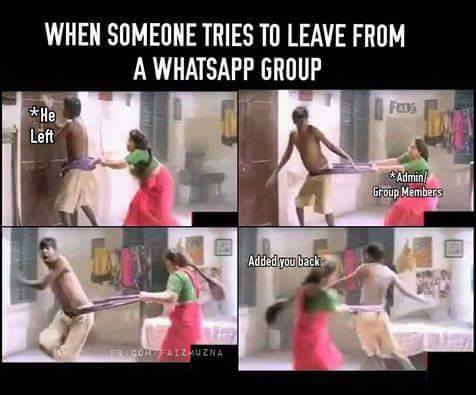 WHEN SOMEONE TRIES TO LEAVE FROM
A WHATSAPP GROUP
*He
Left
FAIZ
*Admin/
Group Members
Added you back
FB.COM/FAIZMUZNA